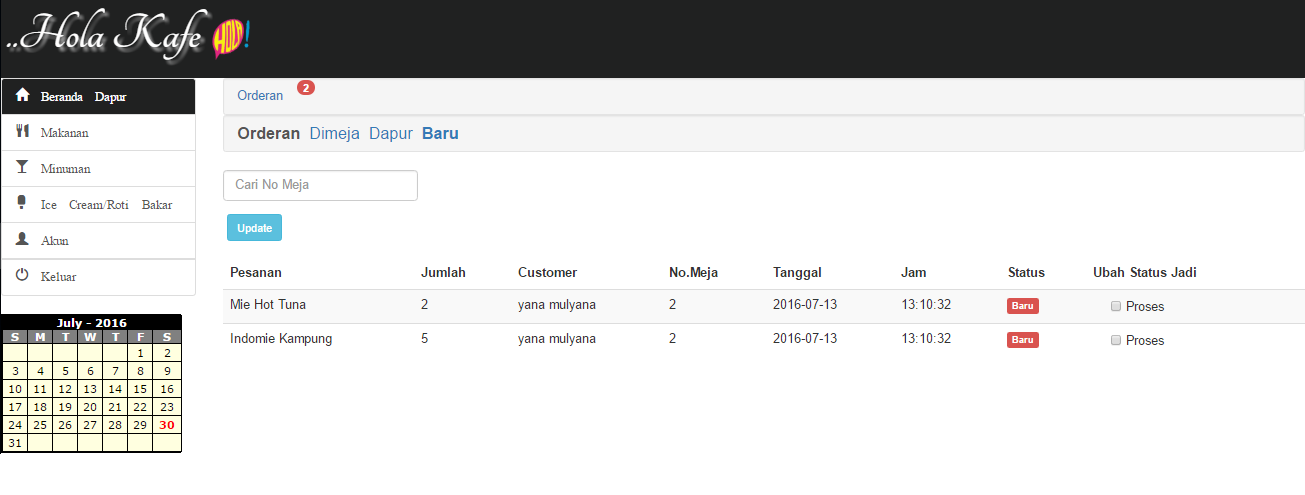 ..Hola Kafe HOLA!
Beranda Dapur
Makanan
Minuman
Ice Cream/Roti Bakar
Akun
Keluar
July - 2016
S M T W T F S
1 2
3 4 5 6 7 8 9
10 11 12 13 14 15 16
17 18 19 20 21 22 23
24 25 26 27 28 29 30
31
Orderan 2
Orderan Dimeja Dapur Baru
Cari No Meja
Update
Pesanan Jumlah Customer No.Meja Tanggal Jam Status Ubah Status Jadi
Mie Hot Tuna 2 yana mulyana 2 2016-07-13 13:10:32 Baru Proses
Indomie Kampung 5 yana mulyana 2 2016-07-13 13:10:32 Baru Proses